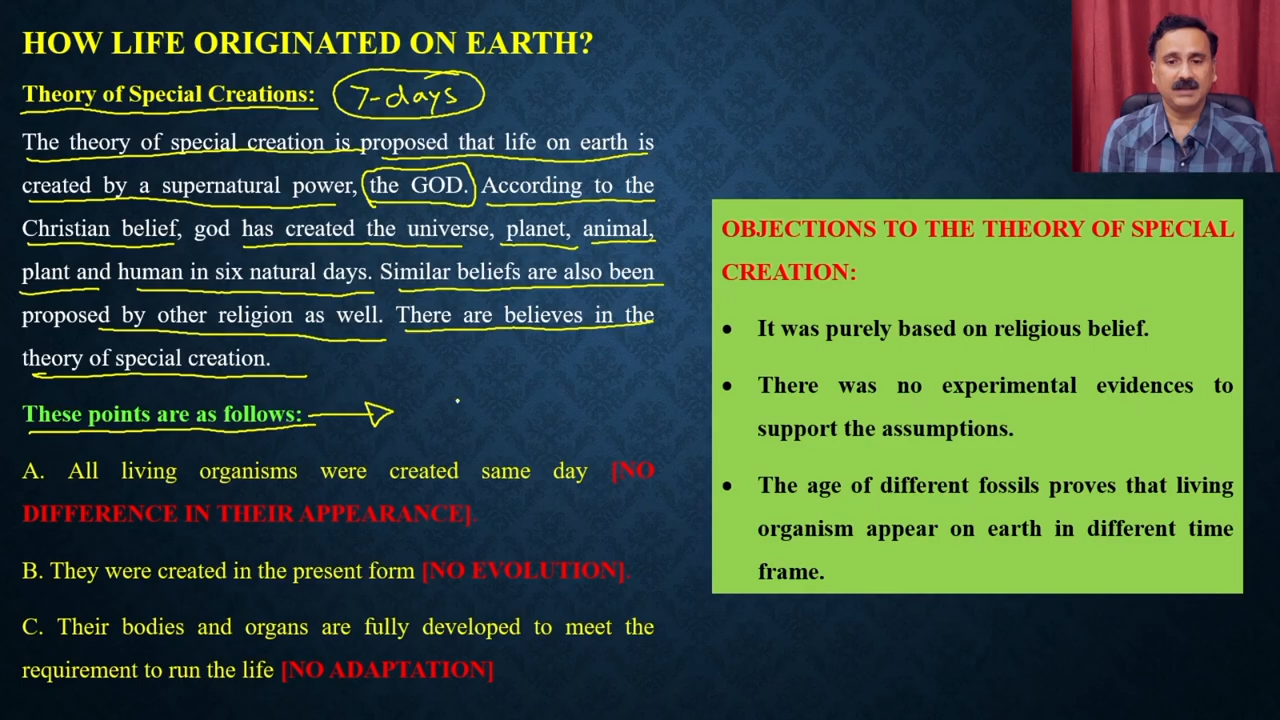 HOW LIFE ORIGINATED ON EARTH?
Theory of Special Creations: 7-days
The theory of special creation is proposed that life on earth is
created by a supernatural power, the GOD. According to the
Christian belief, god has created the universe, planet, animal,
plant and human in six natural days. Similar beliefs are also been
proposed by other religion as well. There are believes in the
theory of special creation.
These points are as follows:
A. All living organisms were created same day [NO
DIFFERENCE IN THEIR APPEARANCE].
B. They were created in the present form [NO EVOLUTION].
C. Their bodies and organs are fully developed to meet the
requirement to run the life [NO ADAPTATION]
OBJECTIONS TO THE THEORY OF SPECIAL
CREATION:
• It was purely based on religious belief.
• There was no experimental evidences to
support the assumptions.
• The age of different fossils proves that living
organism appear on earth in different time
frame.